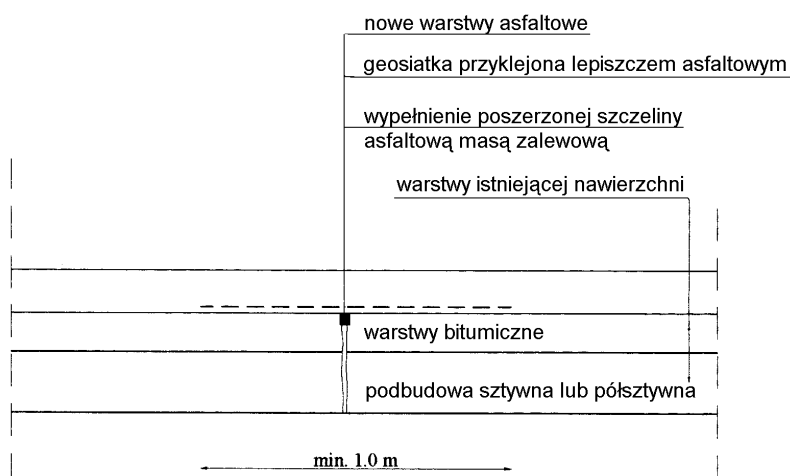 nowe warstwy asfaltowe
geosiatka przyklejona lepiszczem asfaltowym
wypełnienie poszerzonej szczeliny
asfaltową masą zalewową
warstwy istniejącej nawierzchni
warstwy bitumiczne
podbudowa sztywna lub półsztywna
min. 1.0 m